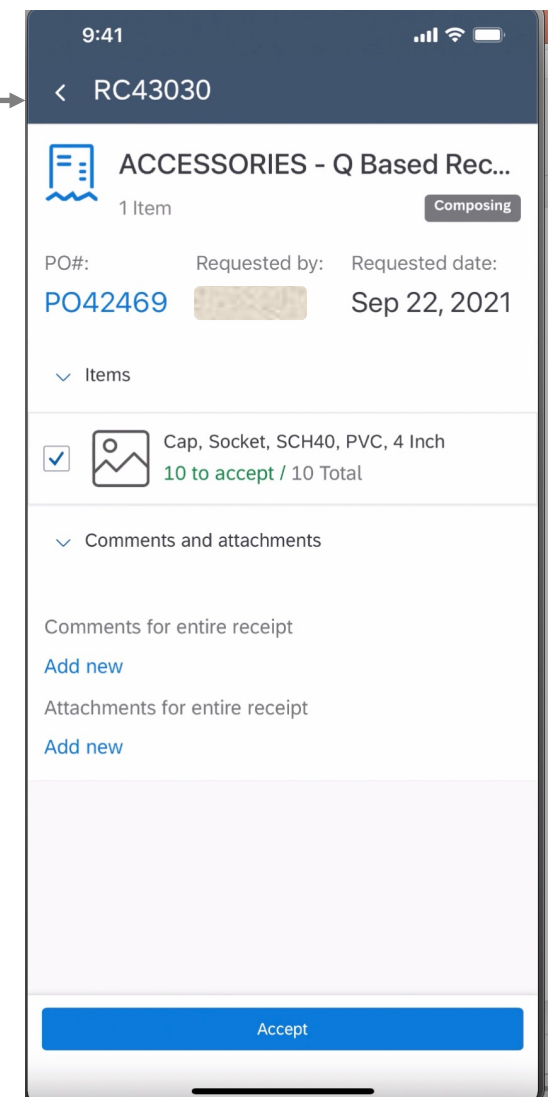 9:41
RC43030
ACCESSORIES - Q Based Rec...
1 Item
Composing
PO#: Requested by: Requested date:
PO42469 Sep 22, 2021
Items
Cap, Socket, SCH40, PVC, 4 Inch
10 to accept / 10 Total
Comments and attachments
Comments for entire receipt
Add new
Attachments for entire receipt
Add new
Accept